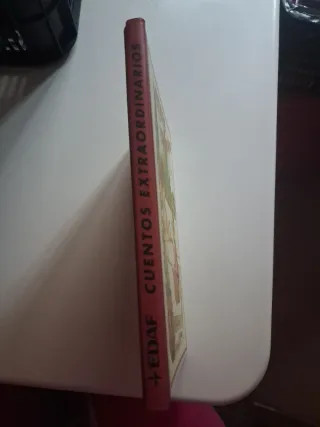 +EDAF CUENTOS EXTRAORDINARIOS